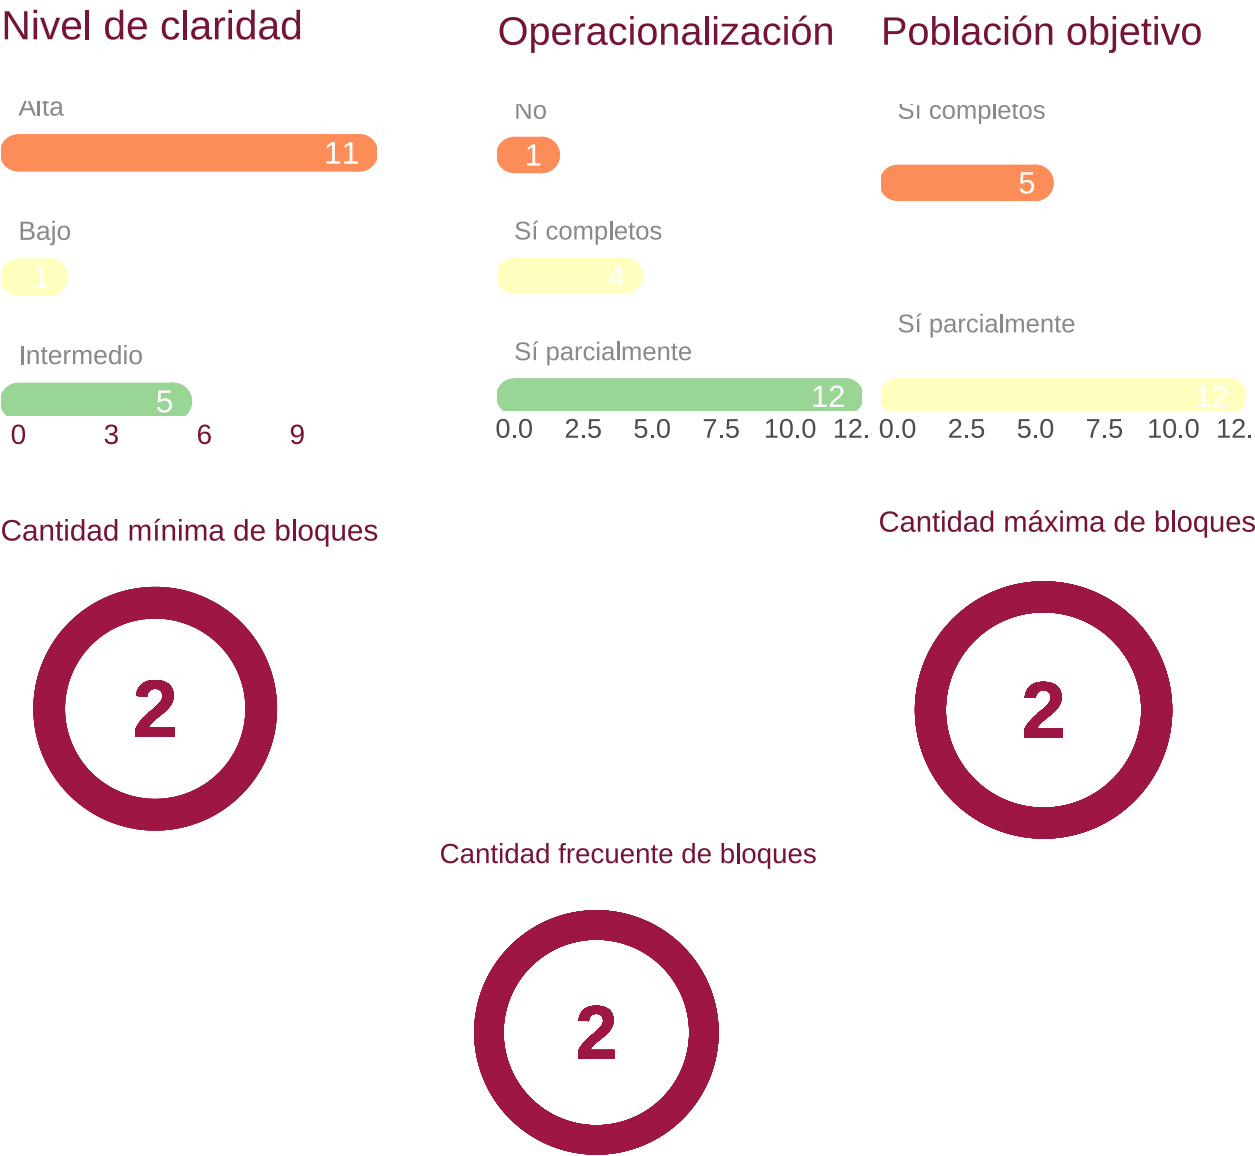 Nivel de claridad
Alta
11
Bajo
1
Intermedio
5
0 3 6 9
Operacionalización
No
1
Sí completos
4
Sí parcialmente
12
0.0 2.5 5.0 7.5 10.0 12.
Población objetivo
Sí completos
5
Sí parcialmente
12
0.0 2.5 5.0 7.5 10.0 12.
Cantidad mínima de bloques
2
Cantidad máxima de bloques
2
Cantidad frecuente de bloques
2